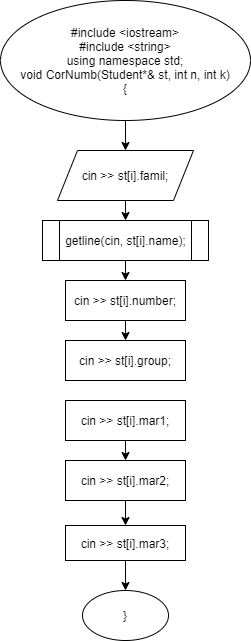 #include <iostream>
#include <string>
using namespace std;
void CorNumb(Student*& st, int n, int k)
{
cin >> st[i].famil;
getline(cin, st[i].name);
cin >> st[i].number;
cin >> st[i].group;
cin >> st[i].mar1;
cin >> st[i].mar2;
cin >> st[i].mar3;
}